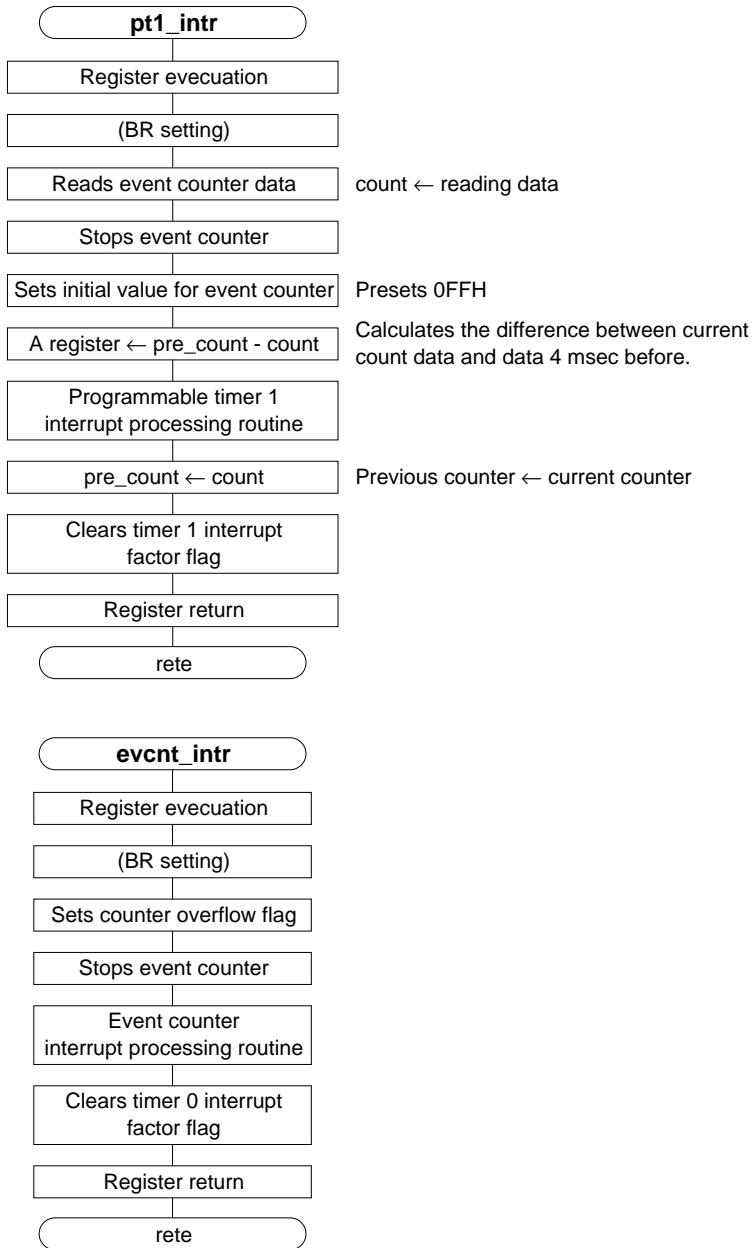 pt1_intr
Register evecuation
(BR setting)
Reads event counter data
count ← reading data
Stops event counter
Sets initial value for event counter
Presets 0FFH
A register ← pre_count - count
Calculates the difference between current
count data and data 4 msec before.
Programmable timer 1
interrupt processing routine
pre_count ← count
Previous counter ← current counter
Clears timer 1 interrupt
factor flag
Register return
rete
evcnt_intr
Register evecuation
(BR setting)
Sets counter overflow flag
Stops event counter
Event counter
interrupt processing routine
Clears timer 0 interrupt
factor flag
Register return
rete